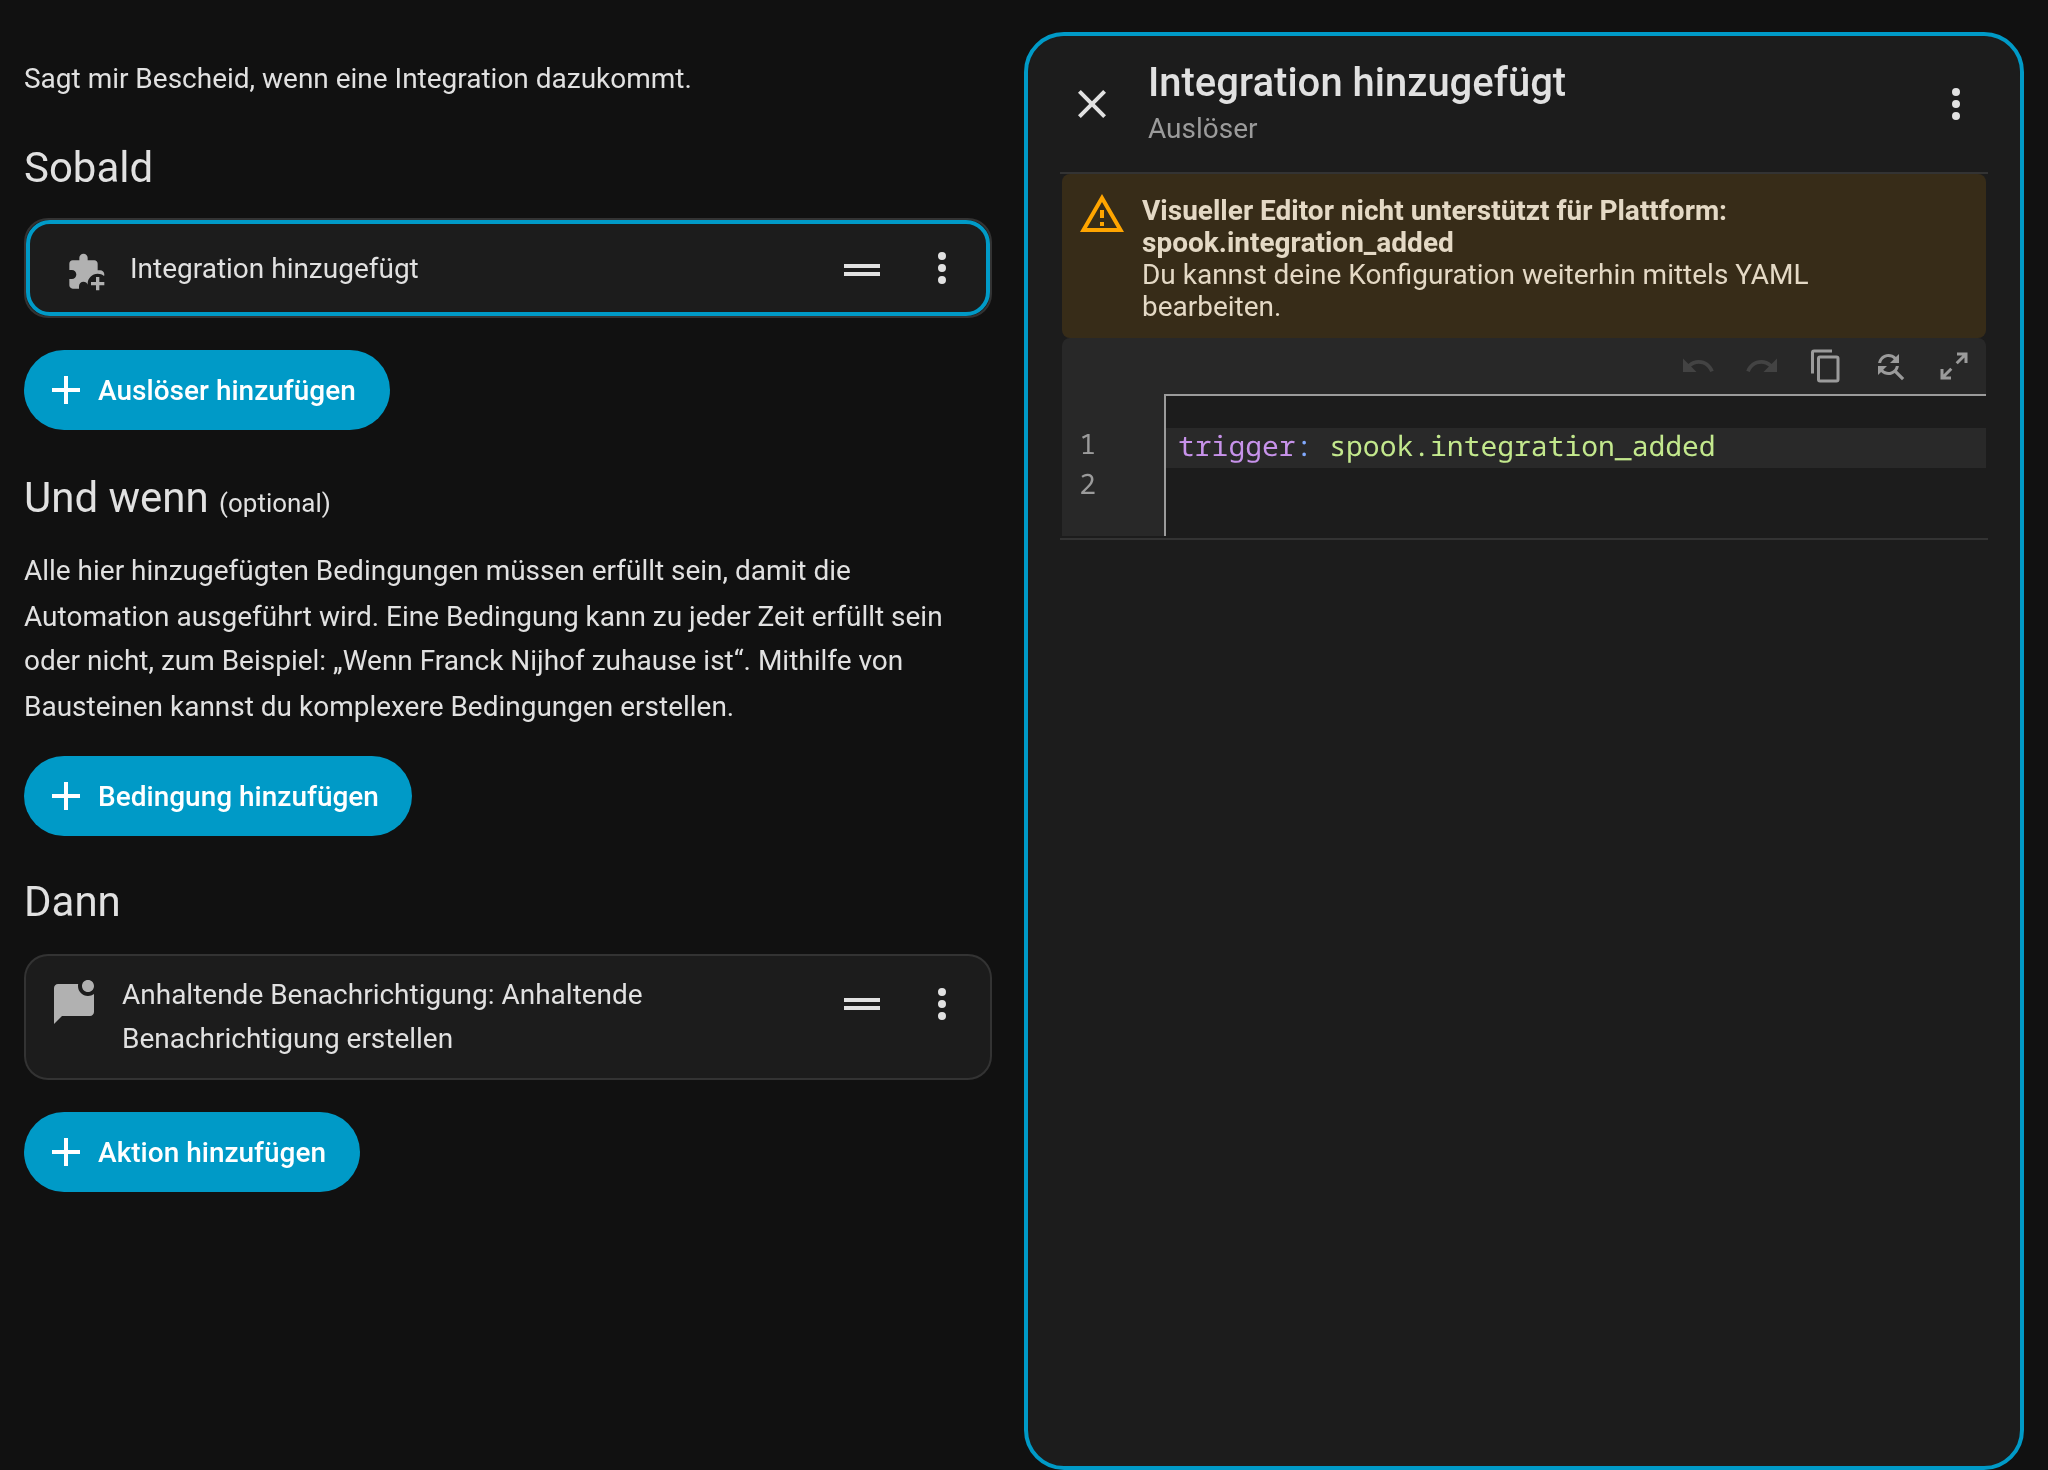 Sagt mir Bescheid, wenn eine Integration dazukommt.
Sobald
Integration hinzugefügt
Auslöser hinzufügen
Und wenn (optional)
Alle hier hinzugefügten Bedingungen müssen erfüllt sein, damit die
Automation ausgeführt wird. Eine Bedingung kann zu jeder Zeit erfüllt sein
oder nicht, zum Beispiel: „Wenn Franck Nijhof zuhause ist“. Mithilfe von
Bausteinen kannst du komplexere Bedingungen erstellen.
Bedingung hinzufügen
Dann
Anhaltende Benachrichtigung: Anhaltende
Benachrichtigung erstellen
Aktion hinzufügen
Integration hinzugefügt
Auslöser
Visueller Editor nicht unterstützt für Plattform:
spook.integration_added
Du kannst deine Konfiguration weiterhin mittels YAML
bearbeiten.
1 trigger: spook.integration_added
2